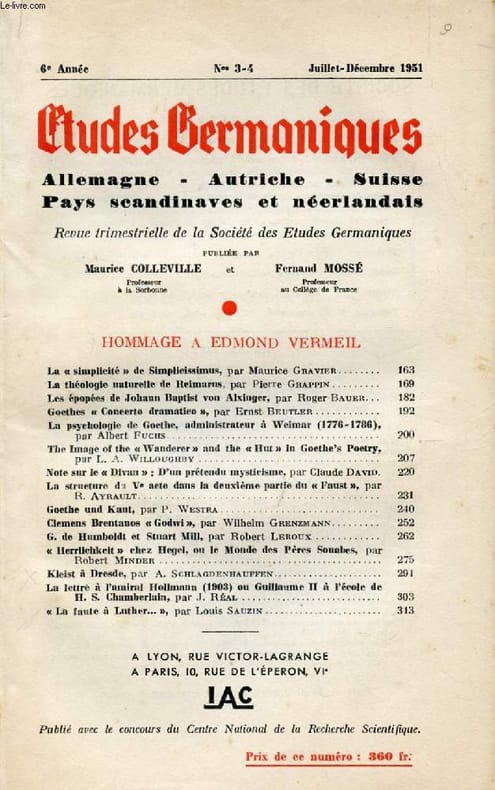 Le-livre.com
6e Année Nos 3-4 Juillet-Décembre 1951
Etudes Germaniques
Allemagne - Autriche - Suisse
Pays scandinaves et néerlandais
Revue trimestrielle de la Société des Etudes Germaniques
PUBLIÉE PAR
Maurice COLLEVILLE et Fernand MOSSÉ
Professeur Professeur
à la Sorbonne au Collège de France
HOMMAGE A EDMOND VERMEIL
La « simplicité » de Simplicissimus, par Maurice GRAVIER........ 163
La théologie naturelle de Reimarus, par Pierre GRAPPIN.......... 169
Les épopées de Johann Baptist von Alxinger, par Roger BAUER... 182
Goethes « Concerto dramatico », par Ernst BEUTLER............ 192
La psychologie de Goethe, administrateur à Weimar (1776-1786),
par Albert FUCHS.................................... 200
The Image of the « Wanderer » and the « Hut » in Goethe's Poetry,
par L. A. WILLOUGHBY................................ 207
Note sur le « Divan » : D'un prétendu mysticisme, par Claude DAVID. 220
La structure du Ve acte dans la deuxième partie du « Faust », par
R. AYRAULT.......................................... 231
Goethe und Kant, par P. WESTRA.......................... 240
Clemens Brentanos « Godwi », par Wilhelm GRENZMANN.......... 252
G. de Humboldt et Stuart Mill, par Robert LEROUX............ 262
« Herrlichkeit » chez Hegel, ou le Monde des Pères Souabes, par
Robert MINDER....................................... 275
Kleist à Dresde, par A. SCHLAGDENHAUFFEN.................. 291
La lettre à l'amiral Hollmann (1903) ou Guillaume II à l'école de
H. S. Chamberlain, par J. RÉAL........................ 303
« La faute à Luther... », par Louis SAUZIN.................. 313
A LYON, RUE VICTOR-LAGRANGE
A PARIS, 10, RUE DE L'ÉPERON, VIe
IAC
Publié avec le concours du Centre National de la Recherche Scientifique.
Prix de ce numéro : 360 fr.